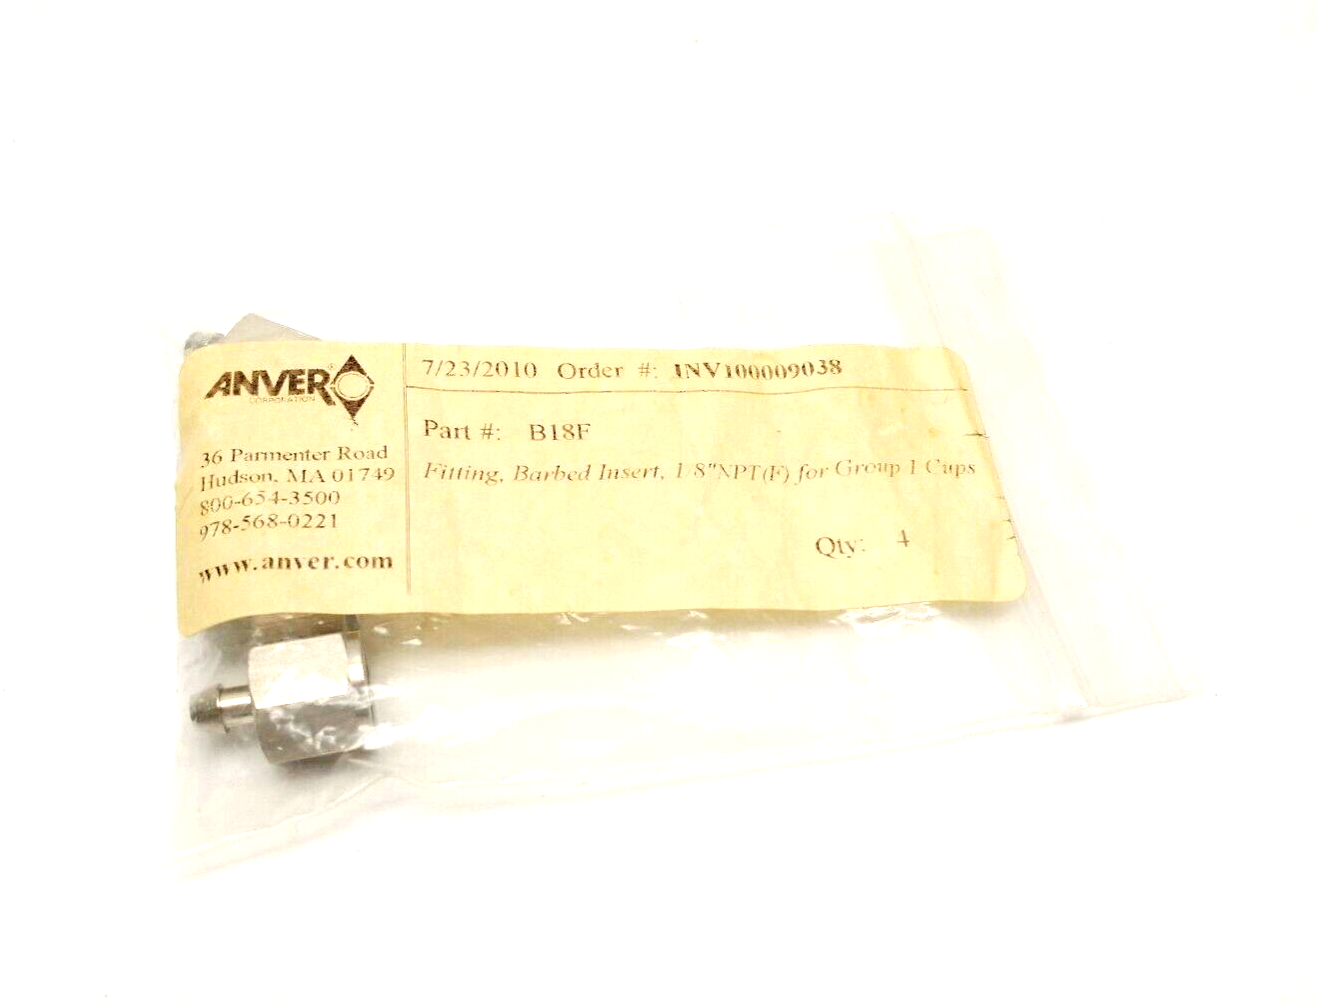 ANVER
CORPORATION
36 Parmenter Road
Hudson, MA 01749
800-654-3500
978-568-0221
www.anver.com
7/23/2010 Order #: INV100009038
Part #: B18F
Fitting, Barbed Insert, 1/8"NPT(F) for Group 1 Cups
Qty: 4